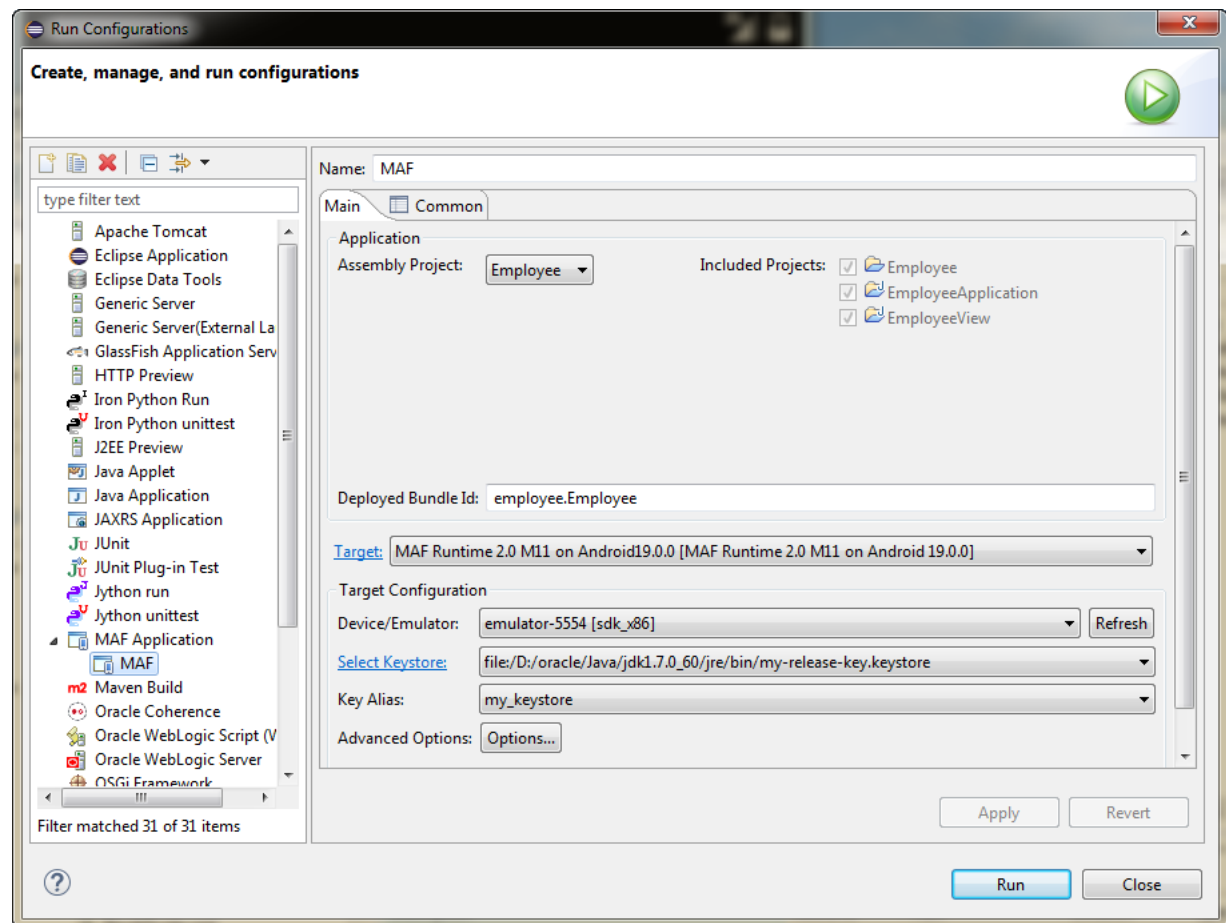 Run Configurations
Create, manage, and run configurations
type filter text
Apache Tomcat
Eclipse Application
Eclipse Data Tools
Generic Server
Generic Server(External La
GlassFish Application Serv
HTTP Preview
Iron Python Run
Iron Python unittest
J2EE Preview
Java Applet
Java Application
JAXRS Application
JUnit
JUnit Plug-in Test
Jython run
Jython unittest
MAF Application
MAF
Maven Build
Oracle Coherence
Oracle WebLogic Script (W
Oracle WebLogic Server
OSGi Framework
Filter matched 31 of 31 items
Name: MAF
Main Common
Application
Assembly Project: Employee Included Projects: Employee
EmployeeApplication
EmployeeView
Deployed Bundle Id: employee.Employee
Target: MAF Runtime 2.0 M11 on Android19.0.0 [MAF Runtime 2.0 M11 on Android 19.0.0]
Target Configuration
Device/Emulator: emulator-5554 [sdk_x86] Refresh
Select Keystore: file:/D:/oracle/Java/jdk1.7.0_60/jre/bin/my-release-key.keystore
Key Alias: my_keystore
Advanced Options: Options...
Apply Revert
Run Close